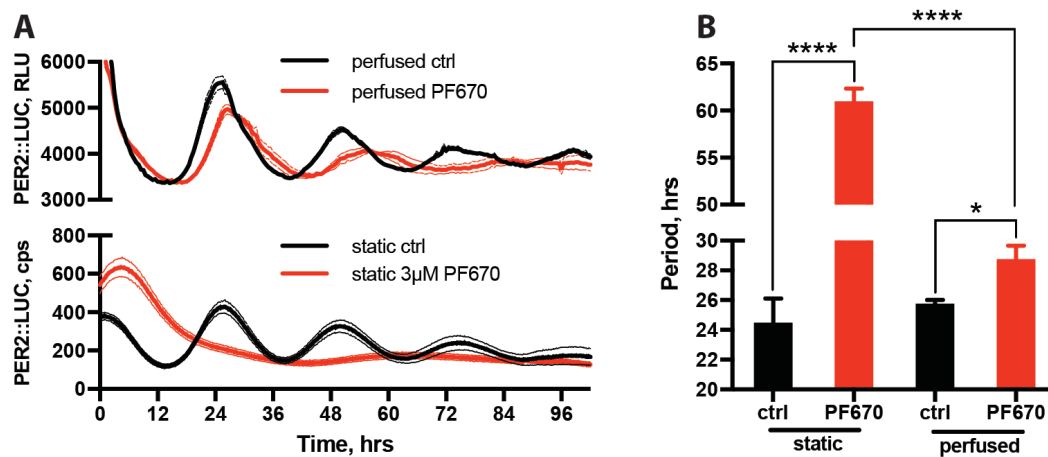 A
PER2::LUC, RLU
6000
5000
4000
3000
perfused ctrl
perfused PF670
PER2::LUC, cps
800
600
400
200
0
static ctrl
static 3µM PF670
0 12 24 36 48 60 72 84 96
Time, hrs
B
****
****
*
Period, hrs
65
60
55
50
30
28
26
24
22
20
ctrl PF670 ctrl PF670
static perfused